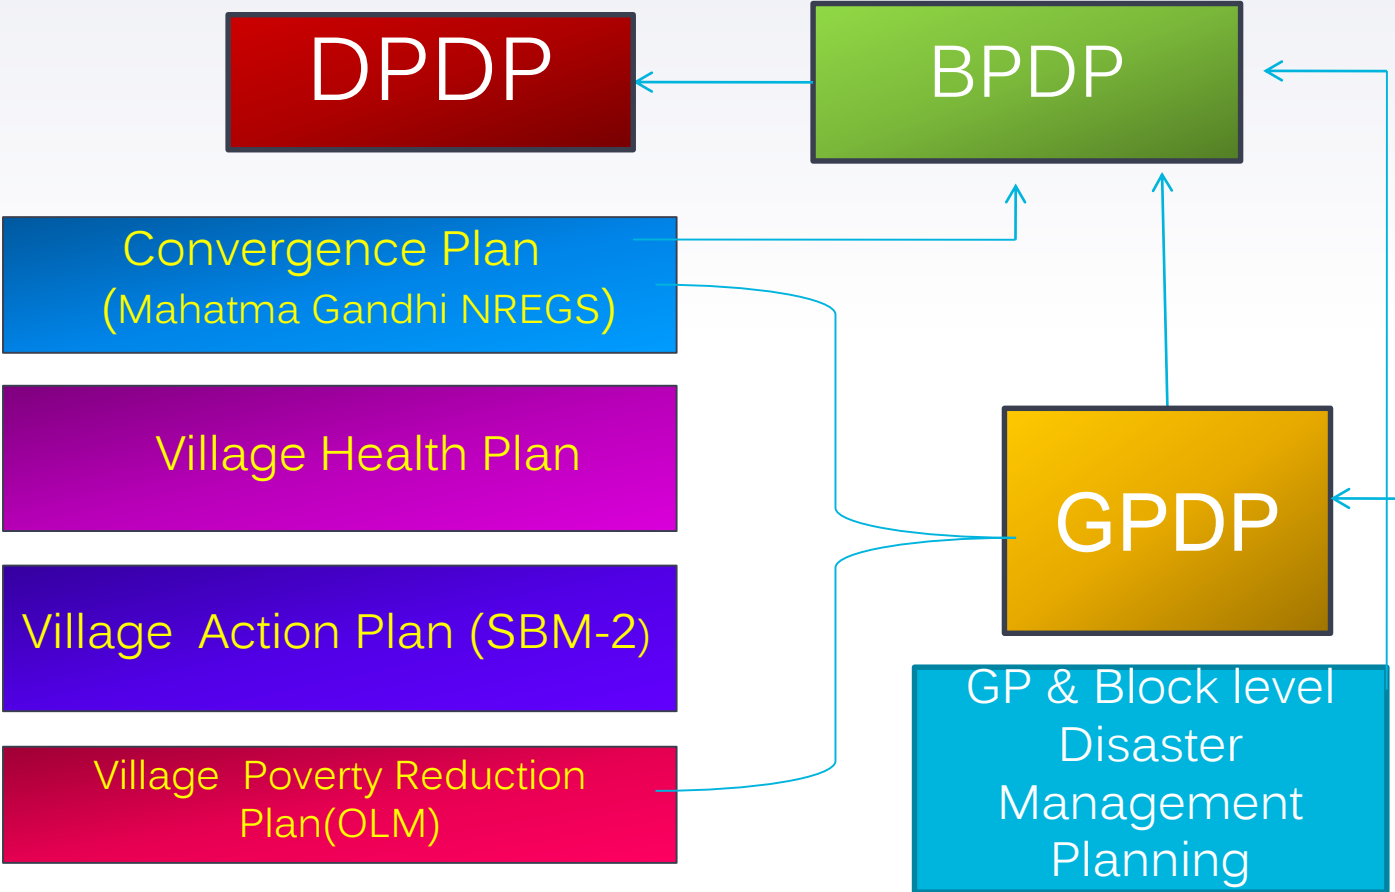 DPDP
BPDP
Convergence Plan
(Mahatma Gandhi NREGS)
Village Health Plan
GPDP
Village Action Plan (SBM-2)
GP & Block level
Disaster
Management
Planning
Village Poverty Reduction
Plan(OLM)